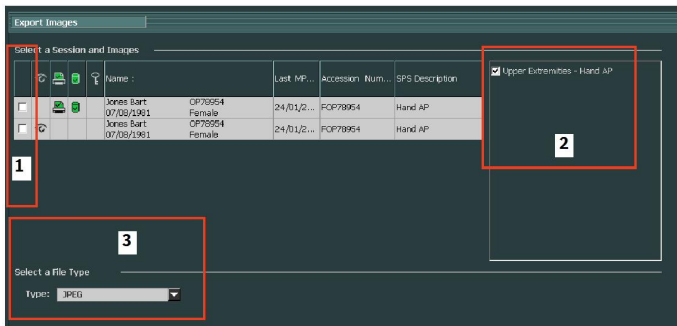 Export Images
Select a Session and Images
Name :
Last MP...
Accession Num...
SPS Description
Jones Bart OP78954
07/08/1981 Female
24/01/2... FOP78954 Hand AP
Jones Bart OP78954
07/08/1981 Female
24/01/2... FOP78954 Hand AP
Upper Extremities - Hand AP
1
2
3
Select a File Type
Type: JPEG